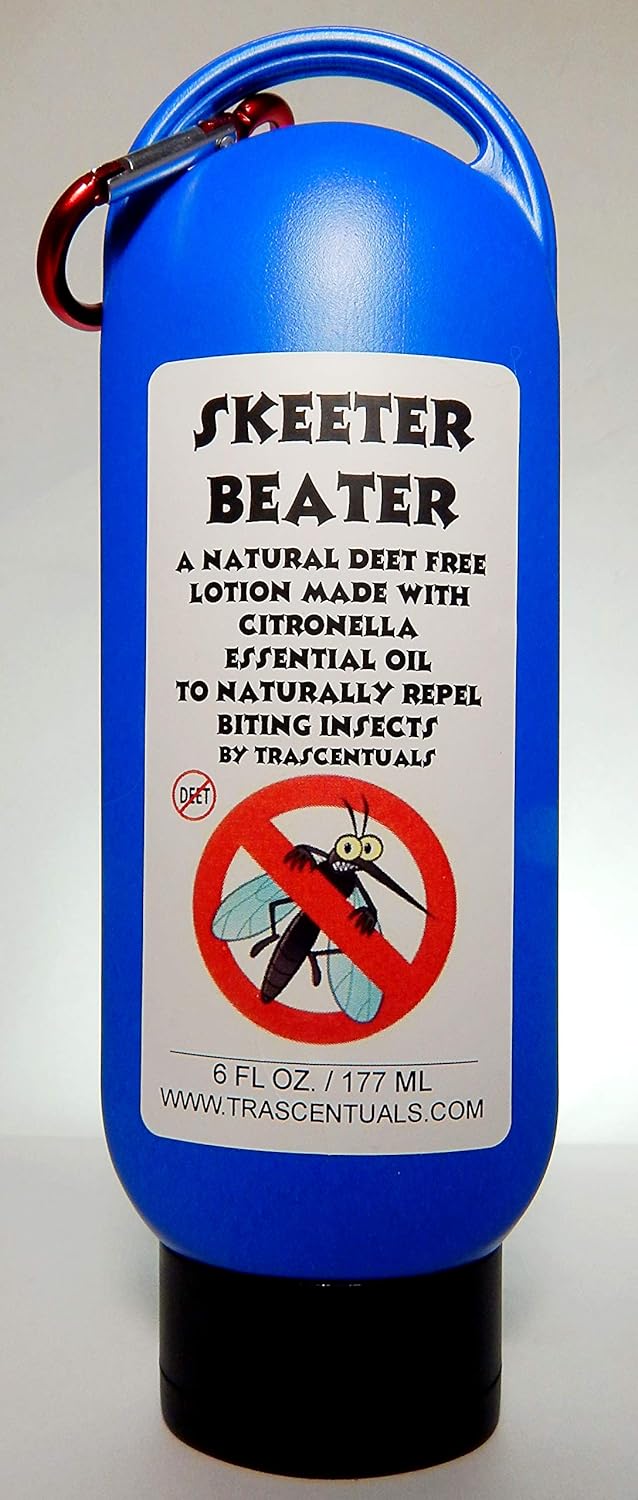 SKEETER
BEATER
A NATURAL DEET FREE
LOTION MADE WITH
CITRONELLA
ESSENTIAL OIL
TO NATURALLY REPEL
BITING INSECTS
BY TRASCENTUALS
DEET
6 FL OZ. / 177 ML
WWW.TRASCENTUALS.COM